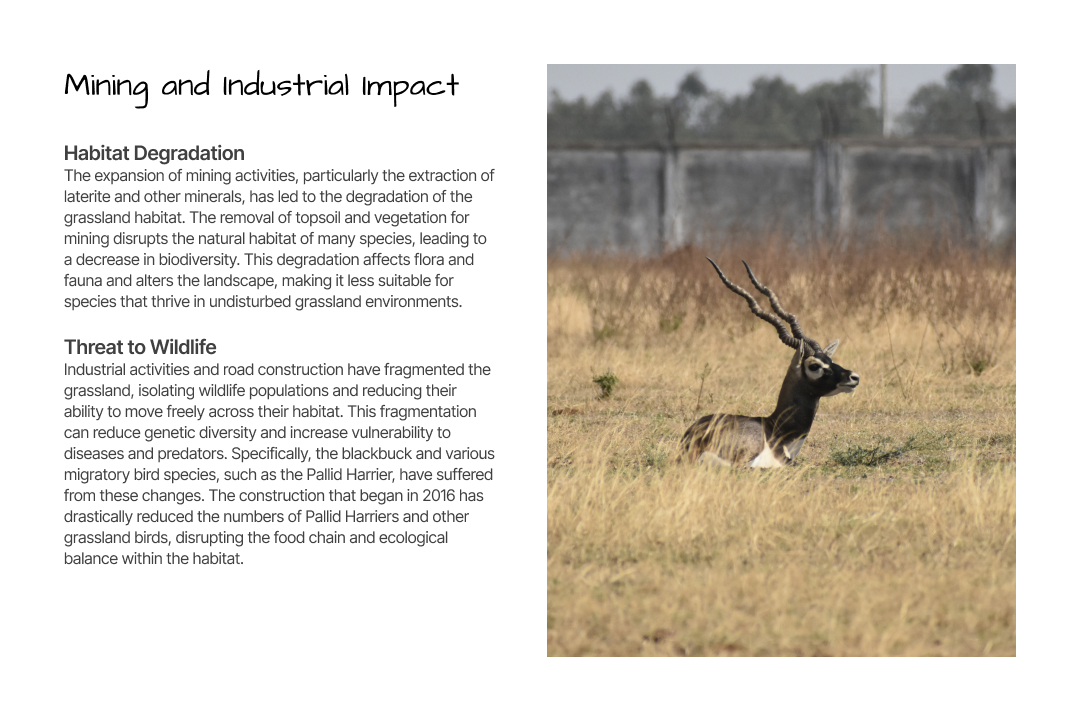 Mining and Industrial Impact
Habitat Degradation
The expansion of mining activities, particularly the extraction of
laterite and other minerals, has led to the degradation of the
grassland habitat. The removal of topsoil and vegetation for
mining disrupts the natural habitat of many species, leading to
a decrease in biodiversity. This degradation affects flora and
fauna and alters the landscape, making it less suitable for
species that thrive in undisturbed grassland environments.
Threat to Wildlife
Industrial activities and road construction have fragmented the
grassland, isolating wildlife populations and reducing their
ability to move freely across their habitat. This fragmentation
can reduce genetic diversity and increase vulnerability to
diseases and predators. Specifically, the blackbuck and various
migratory bird species, such as the Pallid Harrier, have suffered
from these changes. The construction that began in 2016 has
drastically reduced the numbers of Pallid Harriers and other
grassland birds, disrupting the food chain and ecological
balance within the habitat.